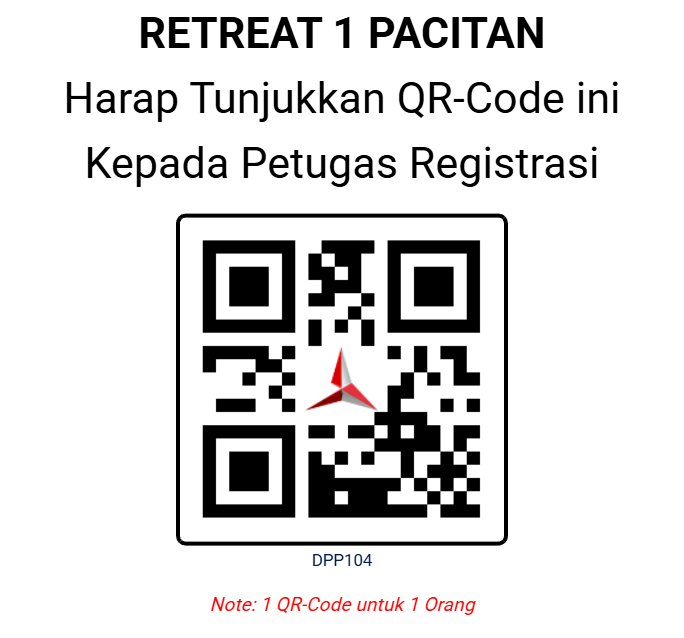 RETREAT 1 PACITAN
Harap Tunjukkan QR-Code ini
Kepada Petugas Registrasi
DPP104
Note: 1 QR-Code untuk 1 Orang